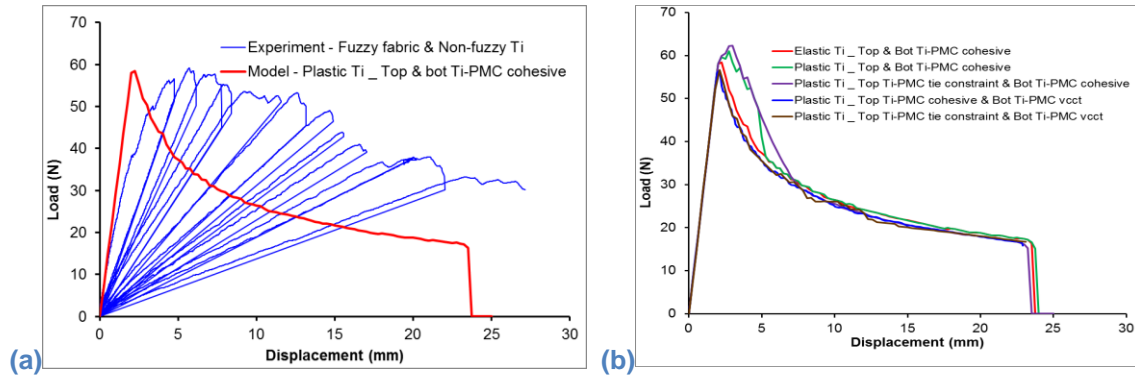 70
60
50
40
30
20
10
0
Load (N)
Experiment - Fuzzy fabric & Non-fuzzy Ti
Model - Plastic Ti _ Top & bot Ti-PMC cohesive
0 5 10 15 20 25 30
Displacement (mm)
(a)
70
60
50
40
30
20
10
0
Load (N)
Elastic Ti _ Top & Bot Ti-PMC cohesive
Plastic Ti _ Top & Bot Ti-PMC cohesive
Plastic Ti _ Top Ti-PMC tie constraint & Bot Ti-PMC cohesive
Plastic Ti _ Top Ti-PMC cohesive & Bot Ti-PMC vcct
Plastic Ti _ Top Ti-PMC tie constraint & Bot Ti-PMC vcct
0 5 10 15 20 25 30
Displacement (mm)
(b)